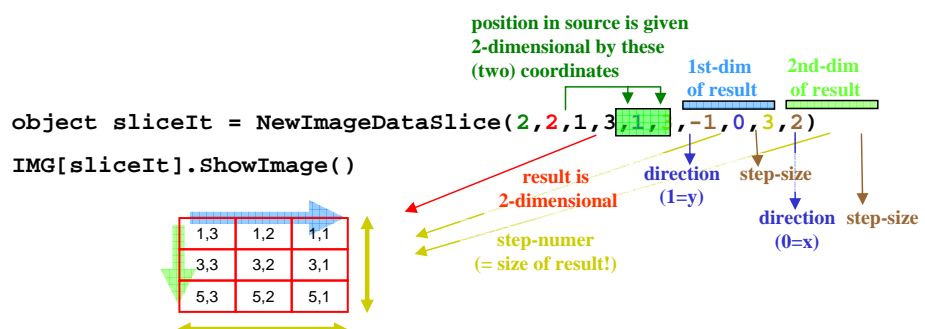 position in source is given
2-dimensional by these
(two) coordinates
1st-dim
of result
2nd-dim
of result
object sliceIt = NewImageDataSlice(2,2,1,3,1,3,-1,0,3,2)
IMG[sliceIt].ShowImage()
result is
2-dimensional
direction
(1=y)
step-size
direction
(0=x)
step-size
step-numer
(= size of result!)
1,3 1,2 1,1
3,3 3,2 3,1
5,3 5,2 5,1